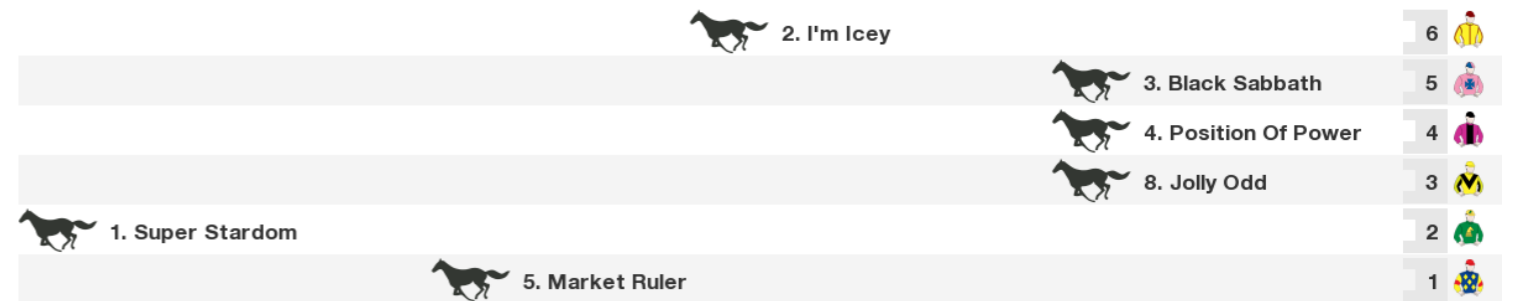 2. I'm Icey 6
3. Black Sabbath 5
4. Position Of Power 4
8. Jolly Odd 3
1. Super Stardom 2
5. Market Ruler 1